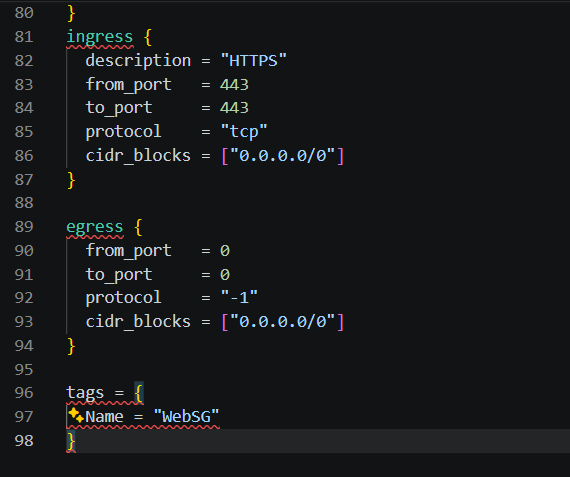 80 }
81 ingress {
82   description = "HTTPS"
83   from_port   = 443
84   to_port     = 443
85   protocol    = "tcp"
86   cidr_blocks = ["0.0.0.0/0"]
87 }
88
89 egress {
90   from_port   = 0
91   to_port     = 0
92   protocol    = "-1"
93   cidr_blocks = ["0.0.0.0/0"]
94 }
95
96 tags = {
97   Name = "WebSG"
98 }